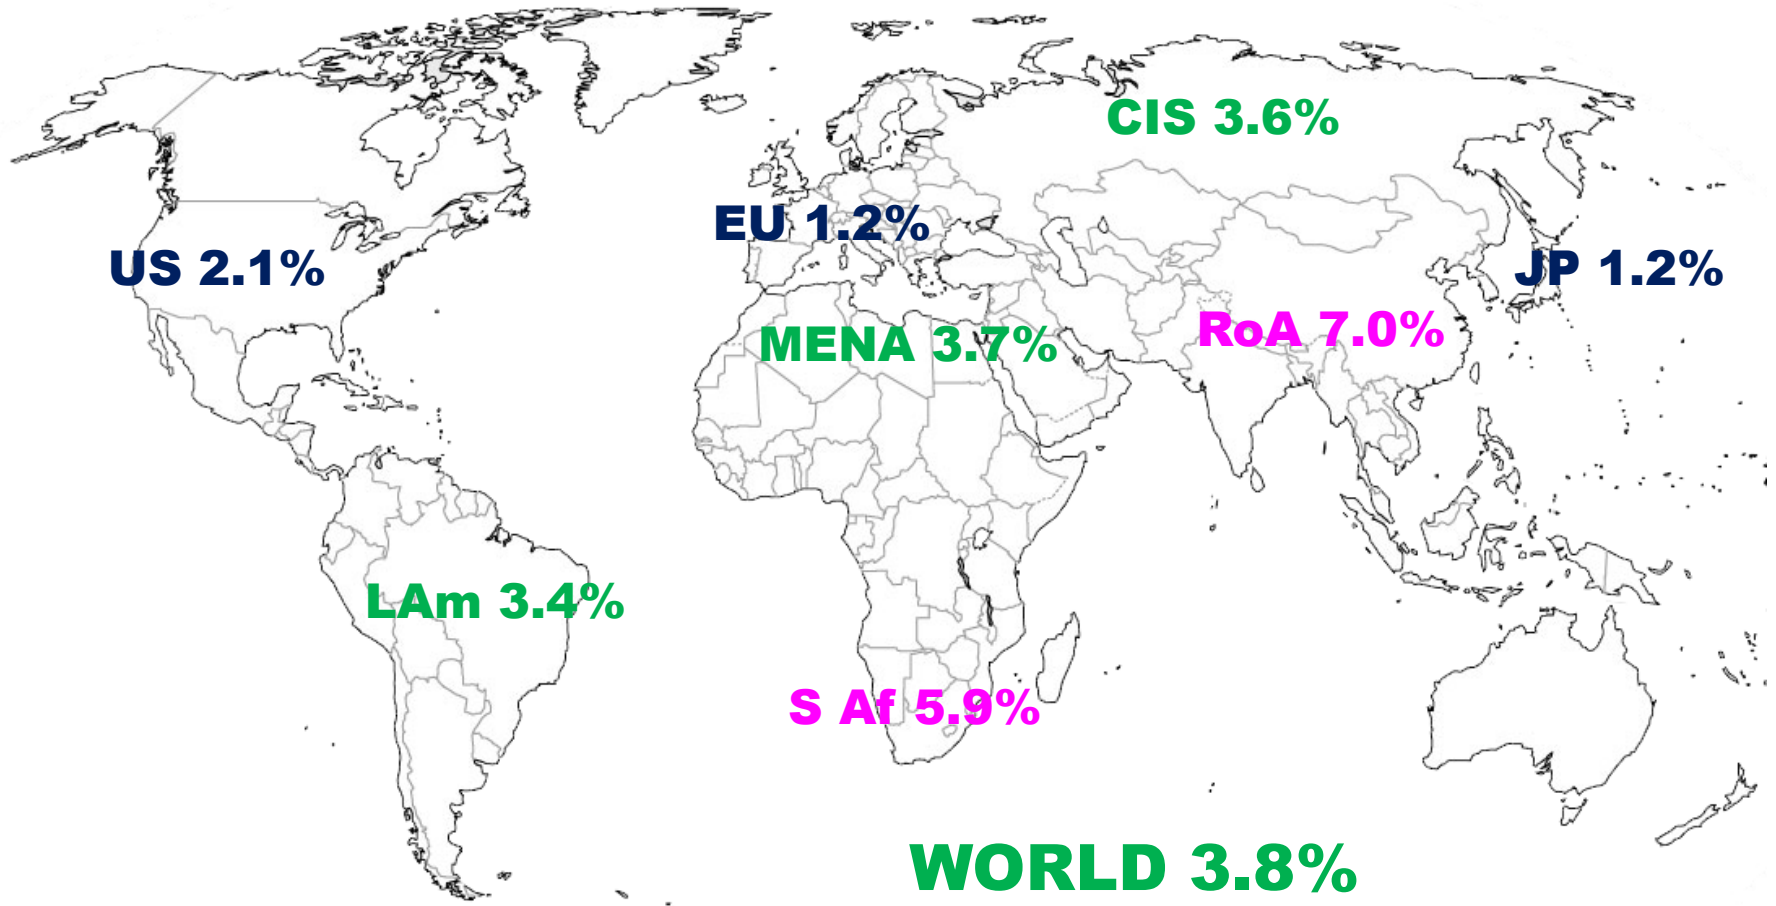 CIS 3.6%
EU 1.2%
US 2.1%
JP 1.2%
MENA 3.7%
RoA 7.0%
LAm 3.4%
S Af 5.9%
WORLD 3.8%